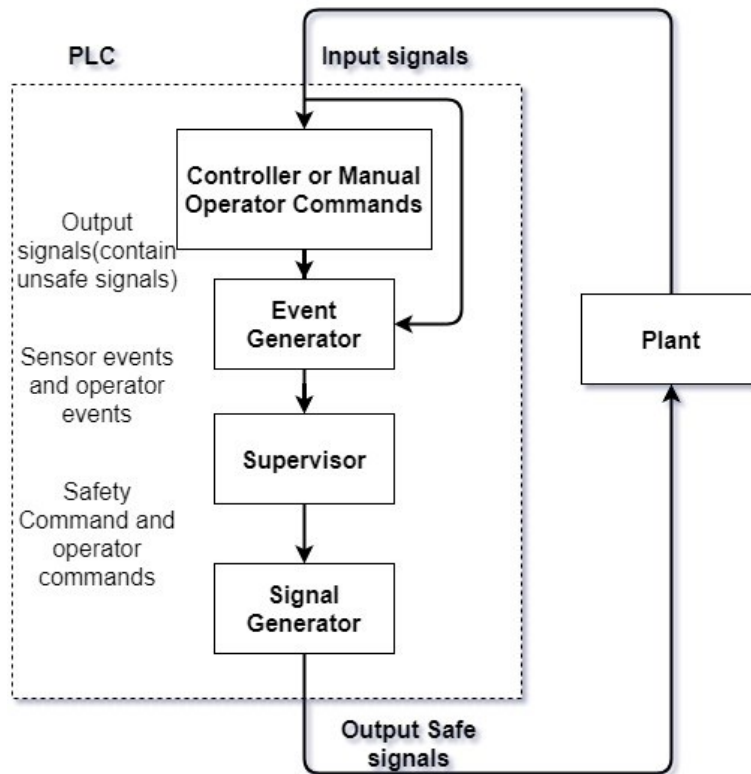 PLC
Input signals
Controller or Manual
Operator Commands
Output
signals(contain
unsafe signals)
Event
Generator
Plant
Sensor events
and operator
events
Supervisor
Safety
Command and
operator
commands
Signal
Generator
Output Safe
signals